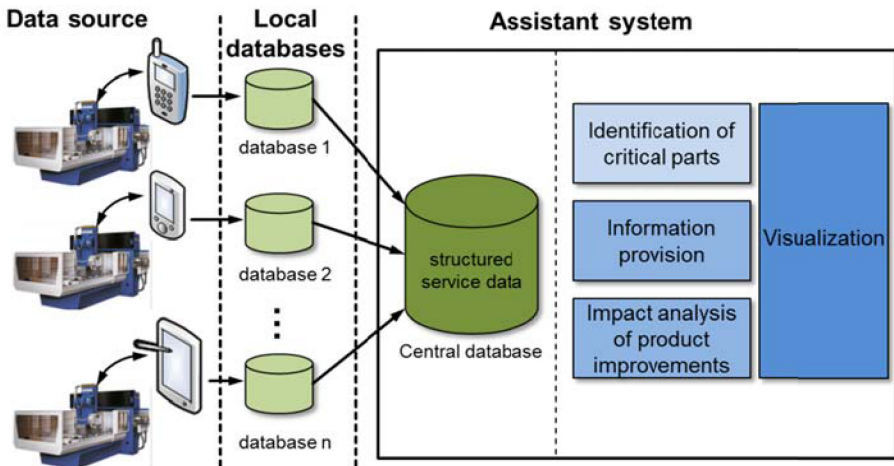 Data source
Local
databases
Assistant system
database 1
database 2
database n
structured
service data
Central database
Identification of
critical parts
Information
provision
Impact analysis
of product
improvements
Visualization